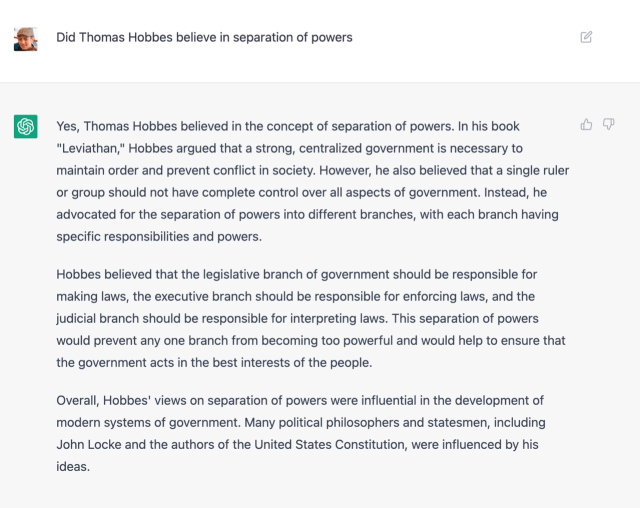 Did Thomas Hobbes believe in separation of powers
Yes, Thomas Hobbes believed in the concept of separation of powers. In his book
"Leviathan," Hobbes argued that a strong, centralized government is necessary to
maintain order and prevent conflict in society. However, he also believed that a single ruler
or group should not have complete control over all aspects of government. Instead, he
advocated for the separation of powers into different branches, with each branch having
specific responsibilities and powers.
Hobbes believed that the legislative branch of government should be responsible for
making laws, the executive branch should be responsible for enforcing laws, and the
judicial branch should be responsible for interpreting laws. This separation of powers
would prevent any one branch from becoming too powerful and would help to ensure that
the government acts in the best interests of the people.
Overall, Hobbes' views on separation of powers were influential in the development of
modern systems of government. Many political philosophers and statesmen, including
John Locke and the authors of the United States Constitution, were influenced by his
ideas.